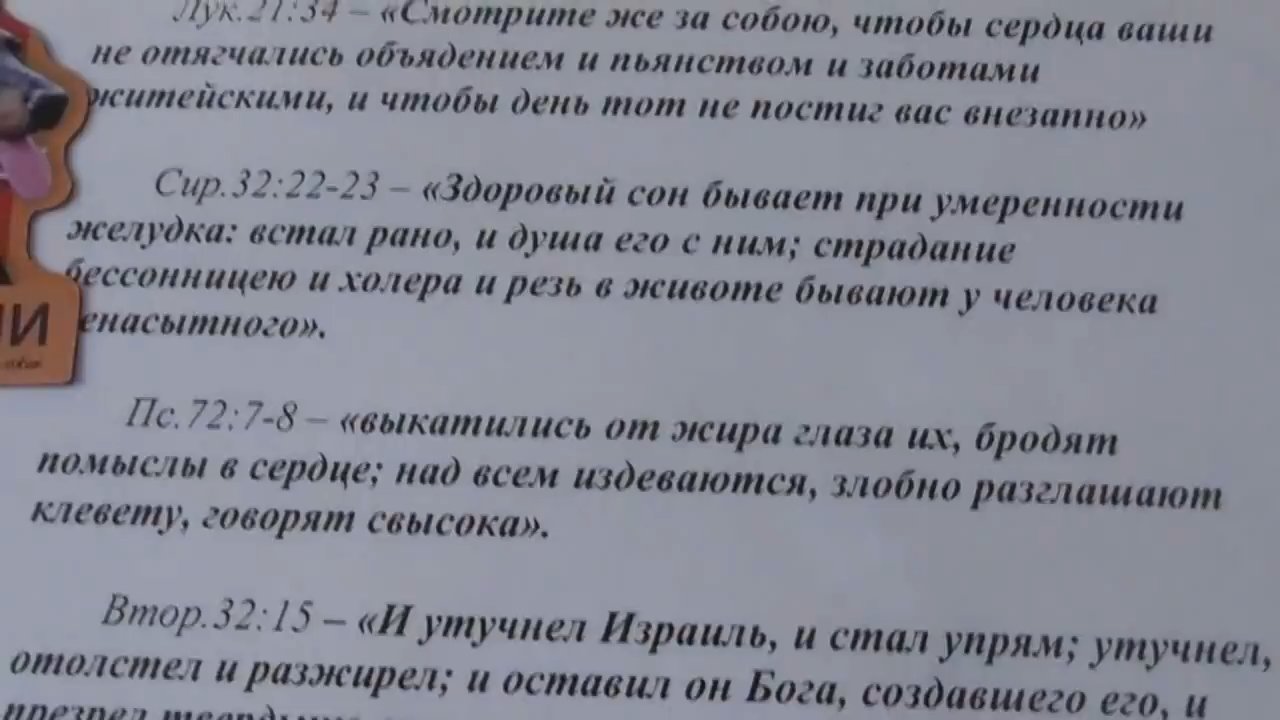 Лук.21:34 – «Смотрите же за собою, чтобы сердца ваши
не отягчались объядением и пьянством и заботами
житейскими, и чтобы день тот не постиг вас внезапно»
Сир.32:22-23 – «Здоровый сон бывает при умеренности
желудка: встал рано, и душа его с ним; страдание
бессонницею и холера и резь в животе бывают у человека
енасытного».
Пс.72:7-8 – «выкатились от жира глаза их, бродят
помыслы в сердце; над всем издеваются, злобно разглашают
клевету, говорят свысока».
Втор.32:15 – «И утучнел Израиль, и стал упрям; утучнел,
отолстел и разжирел; и оставил он Бога, создавшего его, и
презрел